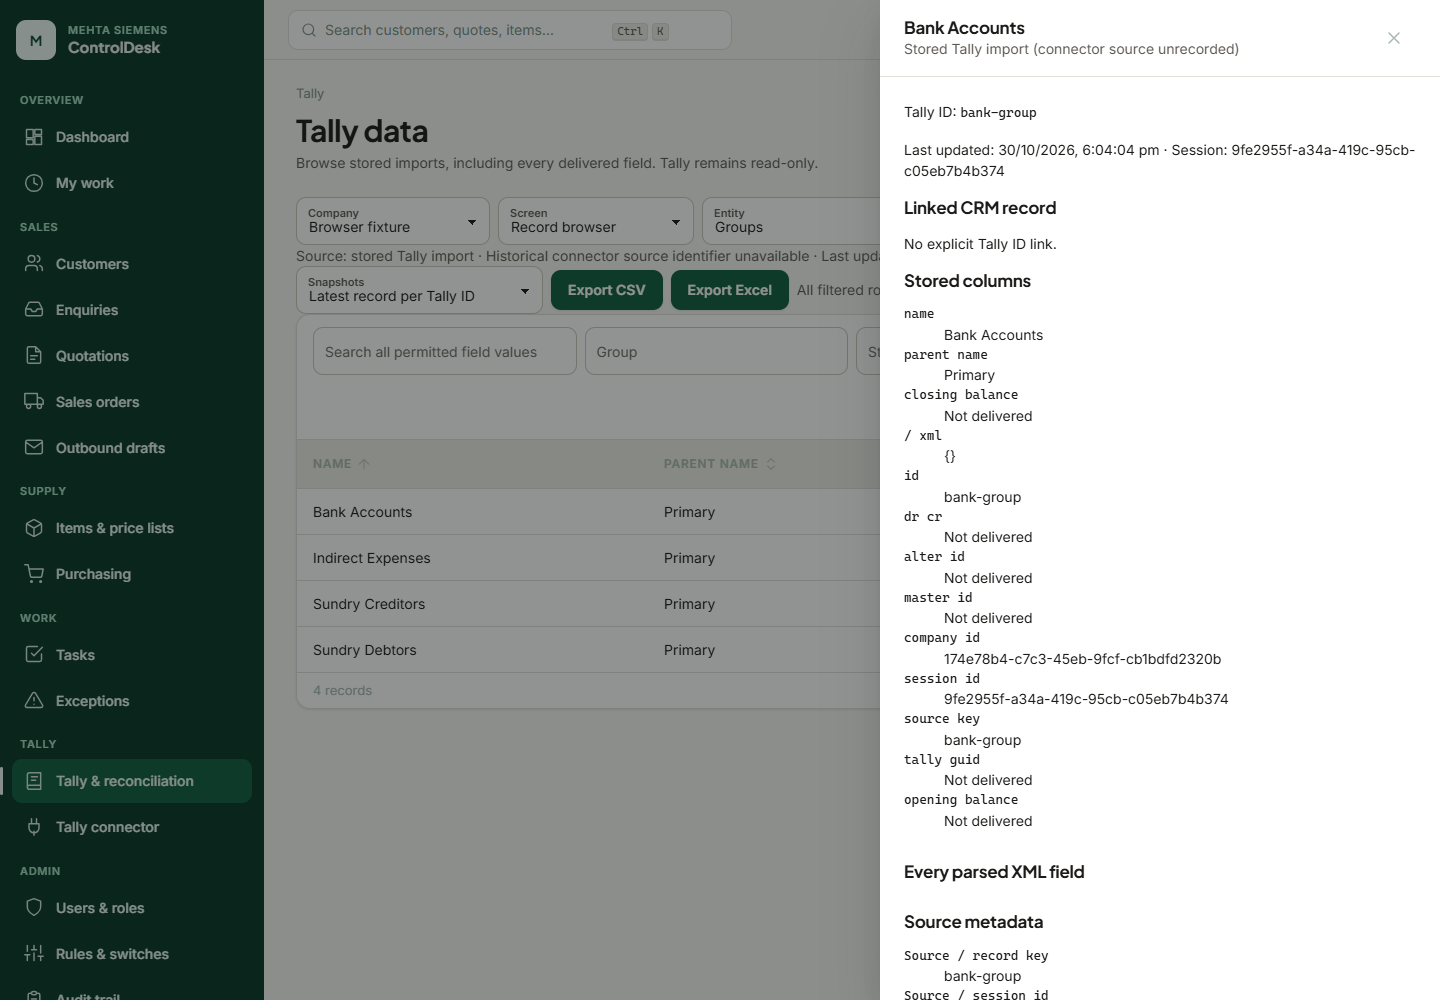 M
MEHTA SIEMENS
ControlDesk
OVERVIEW
Dashboard
My work
SALES
Customers
Enquiries
Quotations
Sales orders
Outbound drafts
SUPPLY
Items & price lists
Purchasing
WORK
Tasks
Exceptions
TALLY
Tally & reconciliation
Tally connector
ADMIN
Users & roles
Rules & switches
Audit trail
Search customers, quotes, items... Ctrl K
Tally
Tally data
Browse stored imports, including every delivered field. Tally remains read-only.
Company
Browser fixture
Screen
Record browser
Entity
Groups
Source: stored Tally import · Historical connector source identifier unavailable · Last upda
Snapshots
Latest record per Tally ID
Export CSV
Export Excel
All filtered ro
Search all permitted field values
Group
St
NAME PARENT NAME
Bank Accounts Primary
Indirect Expenses Primary
Sundry Creditors Primary
Sundry Debtors Primary
4 records
Bank Accounts
Stored Tally import (connector source unrecorded)
Tally ID: bank-group
Last updated: 30/10/2026, 6:04:04 pm · Session: 9fe2955f-a34a-419c-95cb-
c05eb7b4b374
Linked CRM record
No explicit Tally ID link.
Stored columns
name
Bank Accounts
parent name
Primary
closing balance
Not delivered
/ xml
{}
id
bank-group
dr cr
Not delivered
alter id
Not delivered
master id
Not delivered
company id
174e78b4-c7c3-45eb-9fcf-cb1bdfd2320b
session id
9fe2955f-a34a-419c-95cb-c05eb7b4b374
source key
bank-group
tally guid
Not delivered
opening balance
Not delivered
Every parsed XML field
Source metadata
Source / record key
bank-group
Source / session id